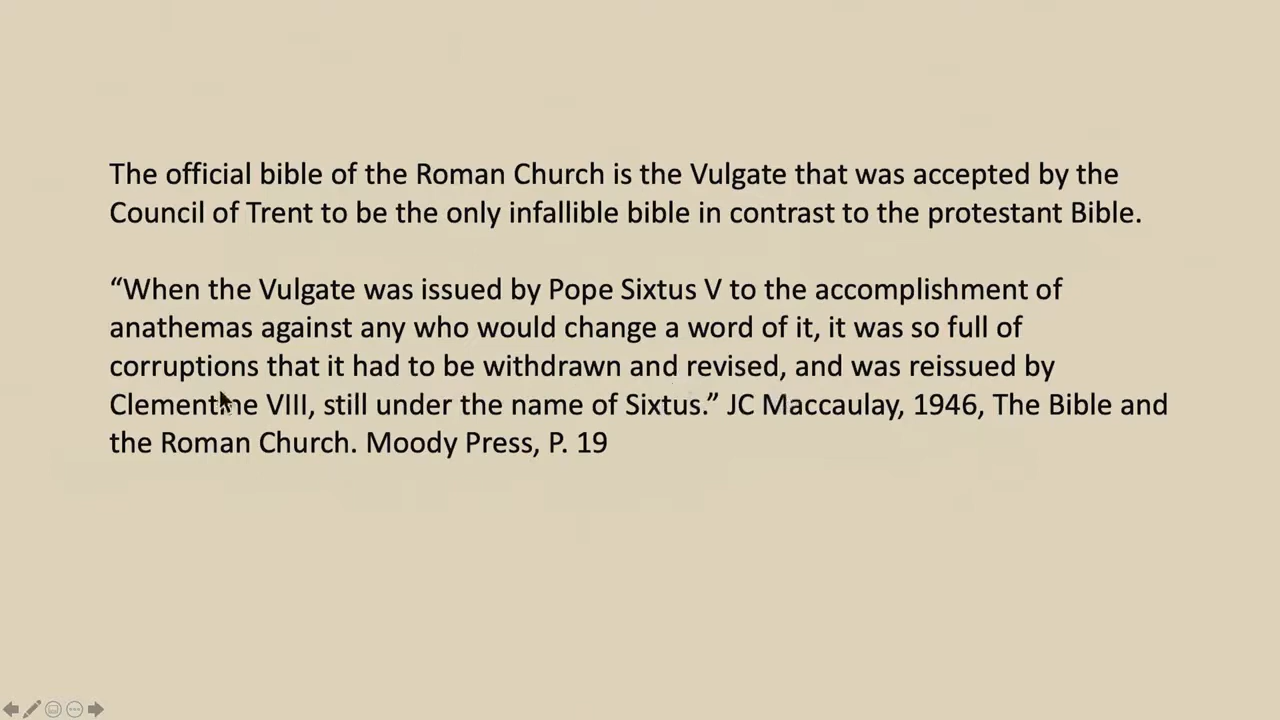 The official bible of the Roman Church is the Vulgate that was accepted by the
Council of Trent to be the only infallible bible in contrast to the protestant Bible.
“When the Vulgate was issued by Pope Sixtus V to the accomplishment of
anathemas against any who would change a word of it, it was so full of
corruptions that it had to be withdrawn and revised, and was reissued by
Clementine VIII, still under the name of Sixtus.” JC Maccaulay, 1946, The Bible and
the Roman Church. Moody Press, P. 19